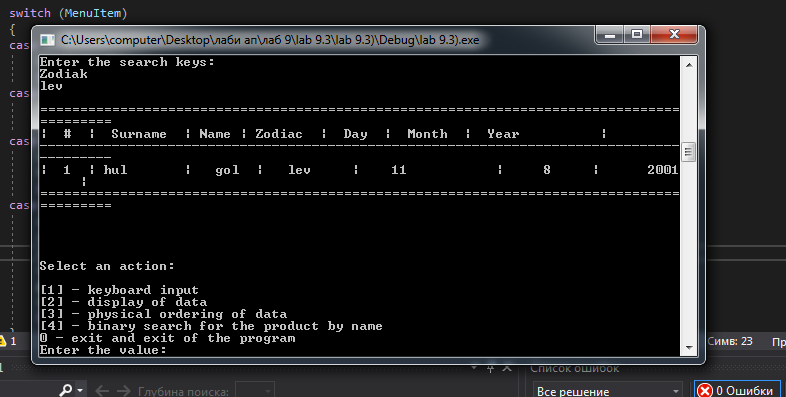 switch (MenuItem)
{
C:\Users\computer\Desktop\лаби ап\лаб 9\lab 9.3\lab 9.3)\Debug\lab 9.3).exe
cas
cas
cas
cas
Enter the search keys:
Zodiak
lev
================================================================================
=========
¦ # ¦ Surname ¦ Name ¦ Zodiac ¦ Day ¦ Month ¦ Year ¦
--------------------------------------------------------------------------------
---------
¦ 1 ¦ hul ¦ gol ¦ lev ¦ 11 ¦ 8 ¦ 2001
¦
================================================================================
=========
Select an action:
[1] - keyboard input
[2] - display of data
[3] - physical ordering of data
[4] - binary search for the product by name
0 - exit and exit of the program
Enter the value:
1 Симв: 23 Пр
Список ошибок
Глубина поиска:
Все решение 0 Ошибки